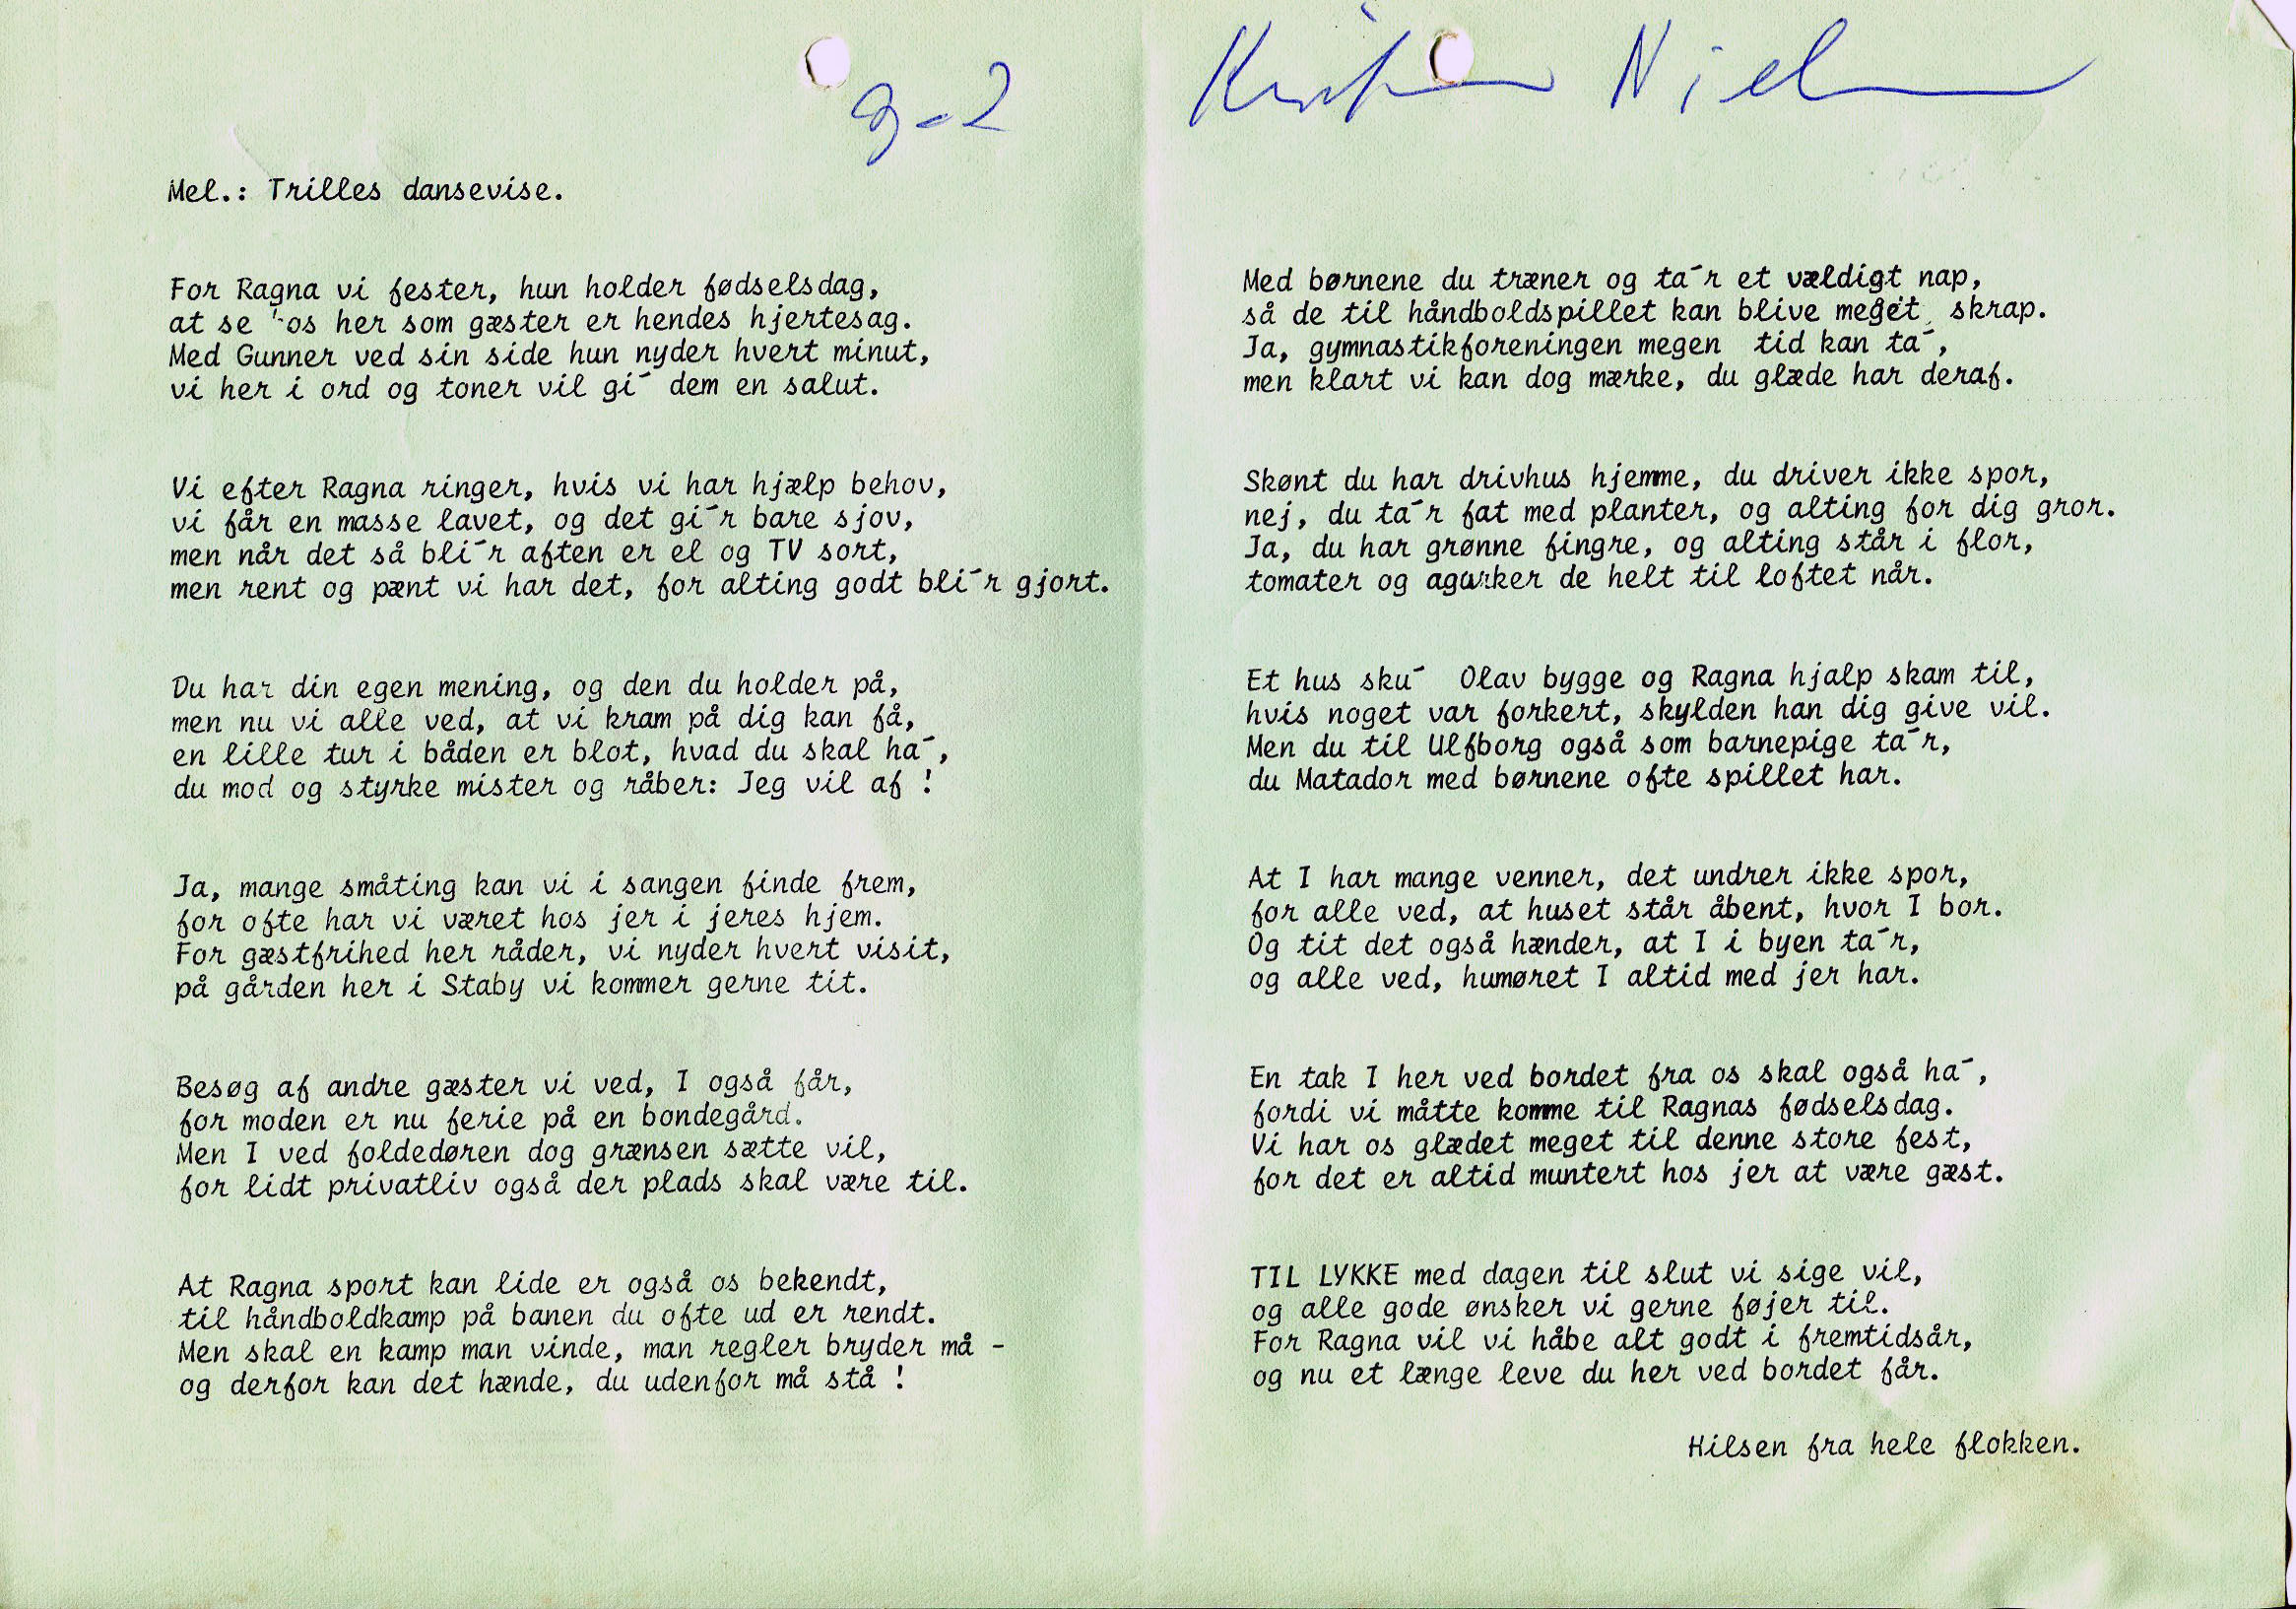 g-2
Nielsen
Mel.: Trilles dansevise.
For Ragna vi fester, hun holder fødselsdag,
at se os her som gæster er hendes hjertesag.
Med Gunner ved sin side hun nyder hvert minut,
vi her i ord og toner vil gi´ dem en salut.
Vi efter Ragna ringer, hvis vi har hjælp behov,
vi får en masse lavet, og det gi´r bare sjov,
men når det så bli´r aften er el og TV sort,
men rent og pænt vi har det, for alting godt bli´r gjort.
Du har din egen mening, og den du holder på,
men nu vi alle ved, at vi kram på dig kan få,
en lille tur i båden er blot, hvad du skal ha´,
du mod og styrke mister og råber: Jeg vil af !
Ja, mange småting kan vi i sangen finde frem,
for ofte har vi været hos jer i jeres hjem.
For gæstfrihed her råder, vi nyder hvert visit,
på gården her i Staby vi kommer gerne tit.
Besøg af andre gæster vi ved, I også får,
for moden er nu ferie på en bondegård.
Men I ved foldedøren dog grænsen sætte vil,
for lidt privatliv også der plads skal være til.
At Ragna sport kan lide er også os bekendt,
til håndboldkamp på banen du ofte ud er rendt.
Men skal en kamp man vinde, man regler bryder må -
og derfor kan det hænde, du udenfor må stå !
Med børnene du træner og ta´r et vældigt nap,
så de til håndboldspillet kan blive meget skrap.
Ja, gymnastikforeningen megen tid kan ta´,
men klart vi kan dog mærke, du glæde har deraf.
Skønt du har drivhus hjemme, du driver ikke spor,
nej, du ta´r fat med planter, og alting for dig gror.
Ja, du har grønne fingre, og alting står i flor,
tomater og agurker de helt til loftet når.
Et hus sku´ Olav bygge og Ragna hjalp skam til,
hvis noget var forkert, skylden han dig give vil.
Men du til Ulfborg også som barnepige ta´r,
du Matador med børnene ofte spillet har.
At I har mange venner, det undrer ikke spor,
for alle ved, at huset står åbent, hvor I bor.
Og tit det også hænder, at I i byen ta´r,
og alle ved, humøret I altid med jer har.
En tak I her ved bordet fra os skal også ha´,
fordi vi måtte komme til Ragnas fødselsdag.
Vi har os glædet meget til denne store fest,
for det er altid muntert hos jer at være gæst.
TIL LYKKE med dagen til slut vi sige vil,
og alle gode ønsker vi gerne føjer til.
For Ragna vil vi håbe alt godt i fremtidsår,
og nu et længe leve du her ved bordet får.
Hilsen fra hele flokken.